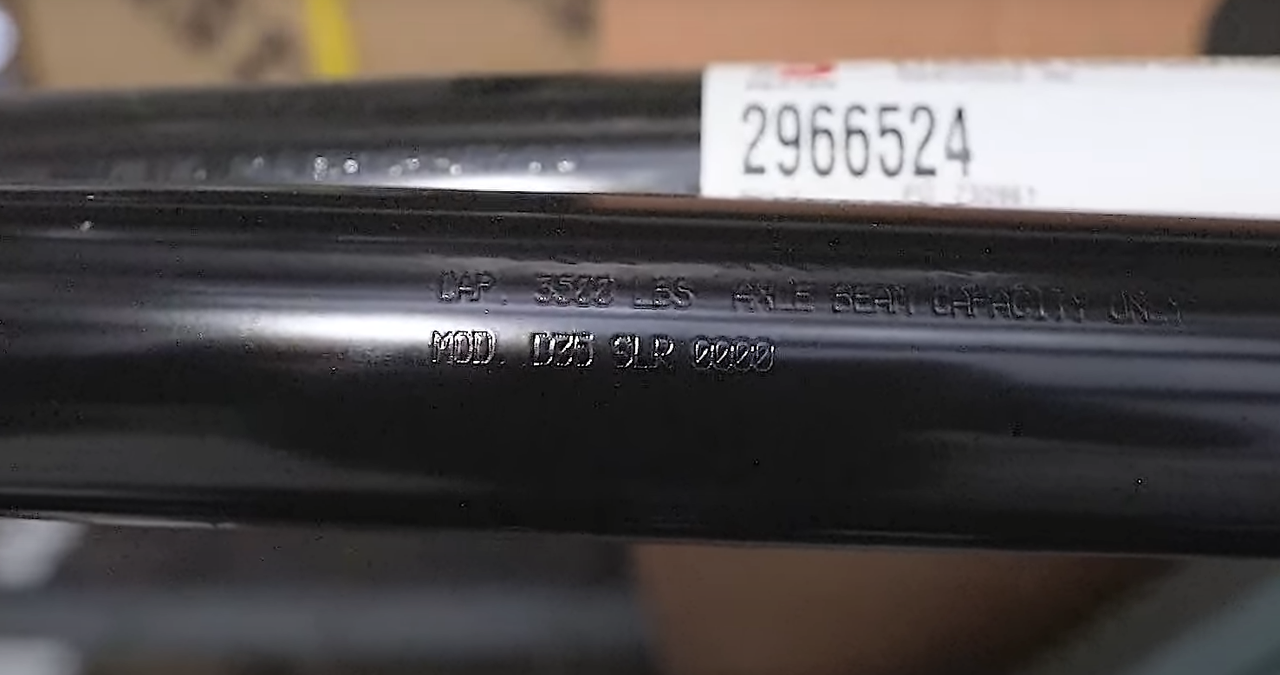 2966524
CAP. 3500 LBS AXLE BEAM CAPACITY ONLY
MOD. D35 SLR 0000